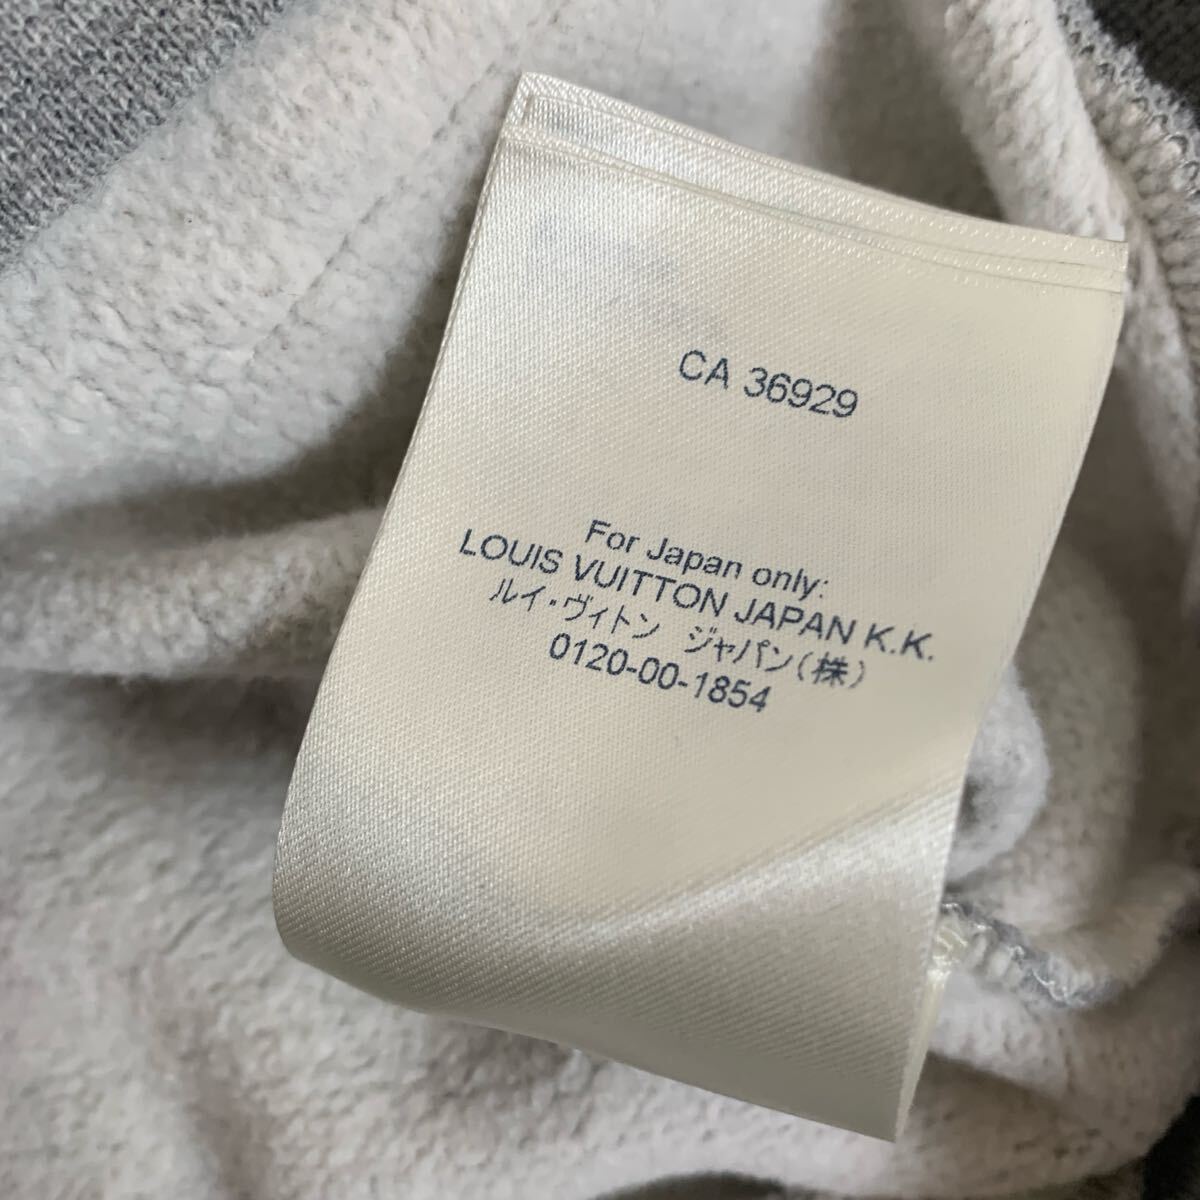 CA 36929
For Japan only:
LOUIS VUITTON JAPAN K.K.
ルイ・ヴィトン ジャパン(株)
0120-00-1854